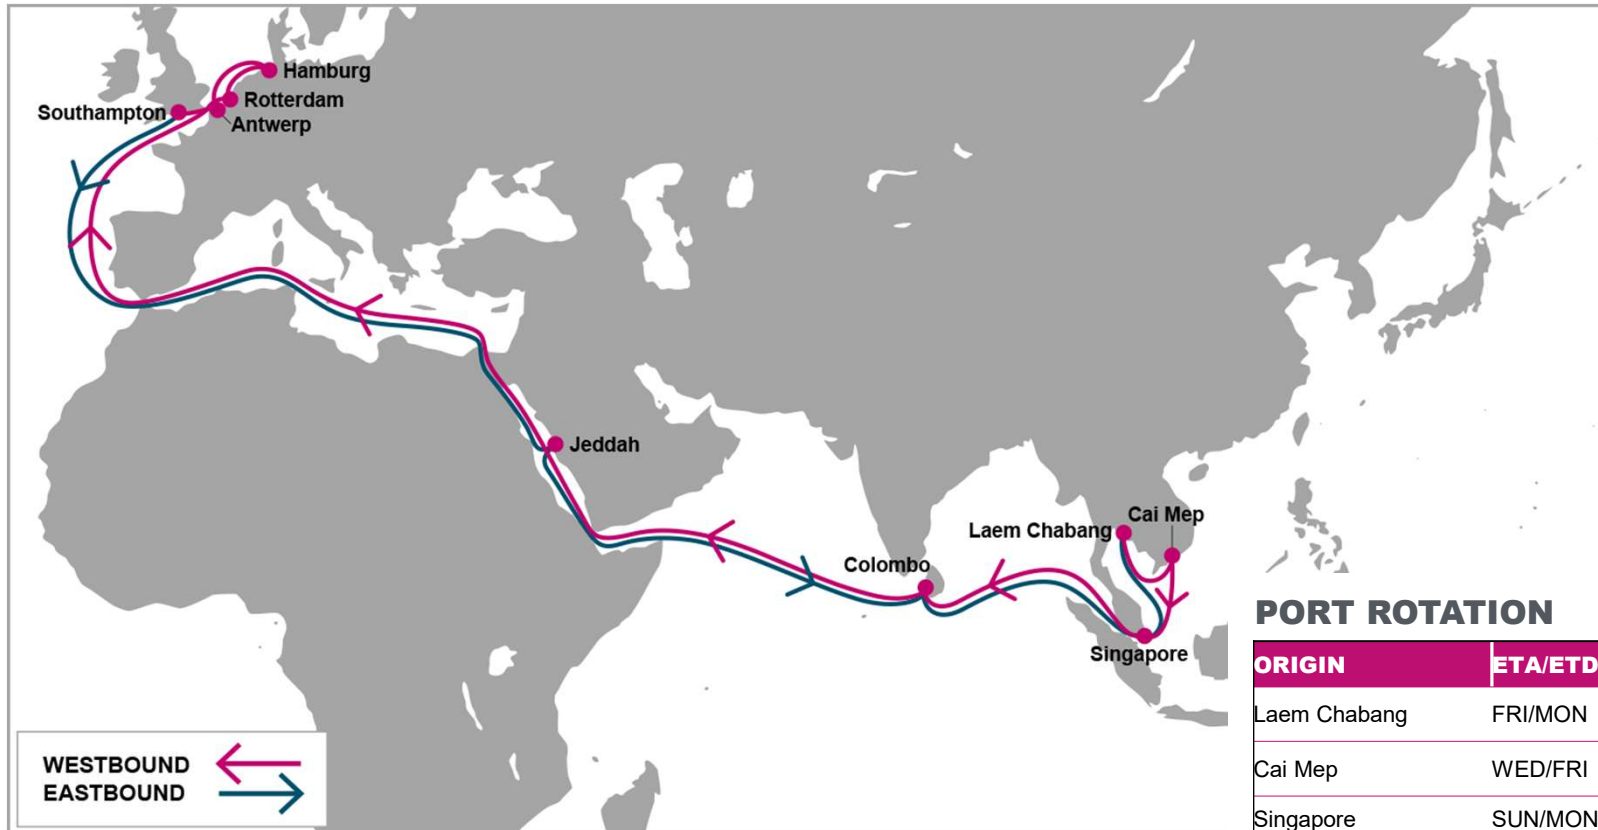 Hamburg
Rotterdam
Southampton
Antwerp
Jeddah
Cai Mep
Laem Chabang
Colombo
Singapore
WESTBOUND
EASTBOUND
PORT ROTATION
ORIGIN ETA/ETD
Laem Chabang FRI/MON
Cai Mep WED/FRI
Singapore SUN/MON